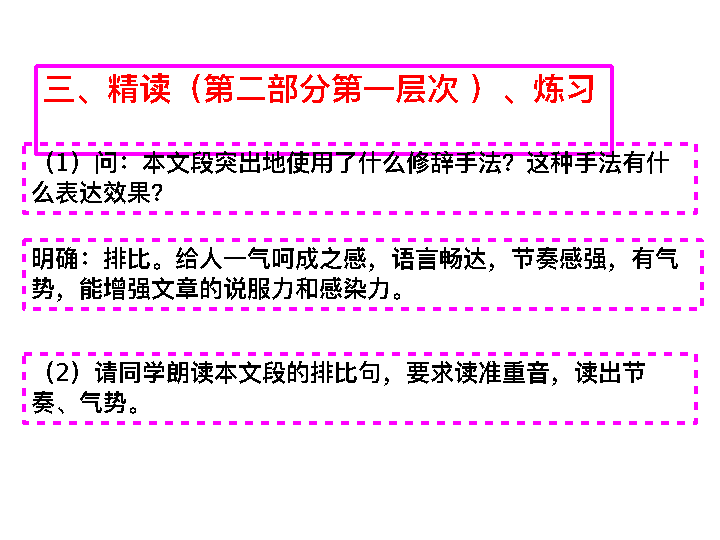 三、精读（第二部分第一层次 ）、炼习
（1）问：本文段突出地使用了什么修辞手法？这种手法有什
么表达效果？
明确：排比。给人一气呵成之感，语言畅达，节奏感强，有气
势，能增强文章的说服力和感染力。
（2）请同学朗读本文段的排比句，要求读准重音，读出节
奏、气势。